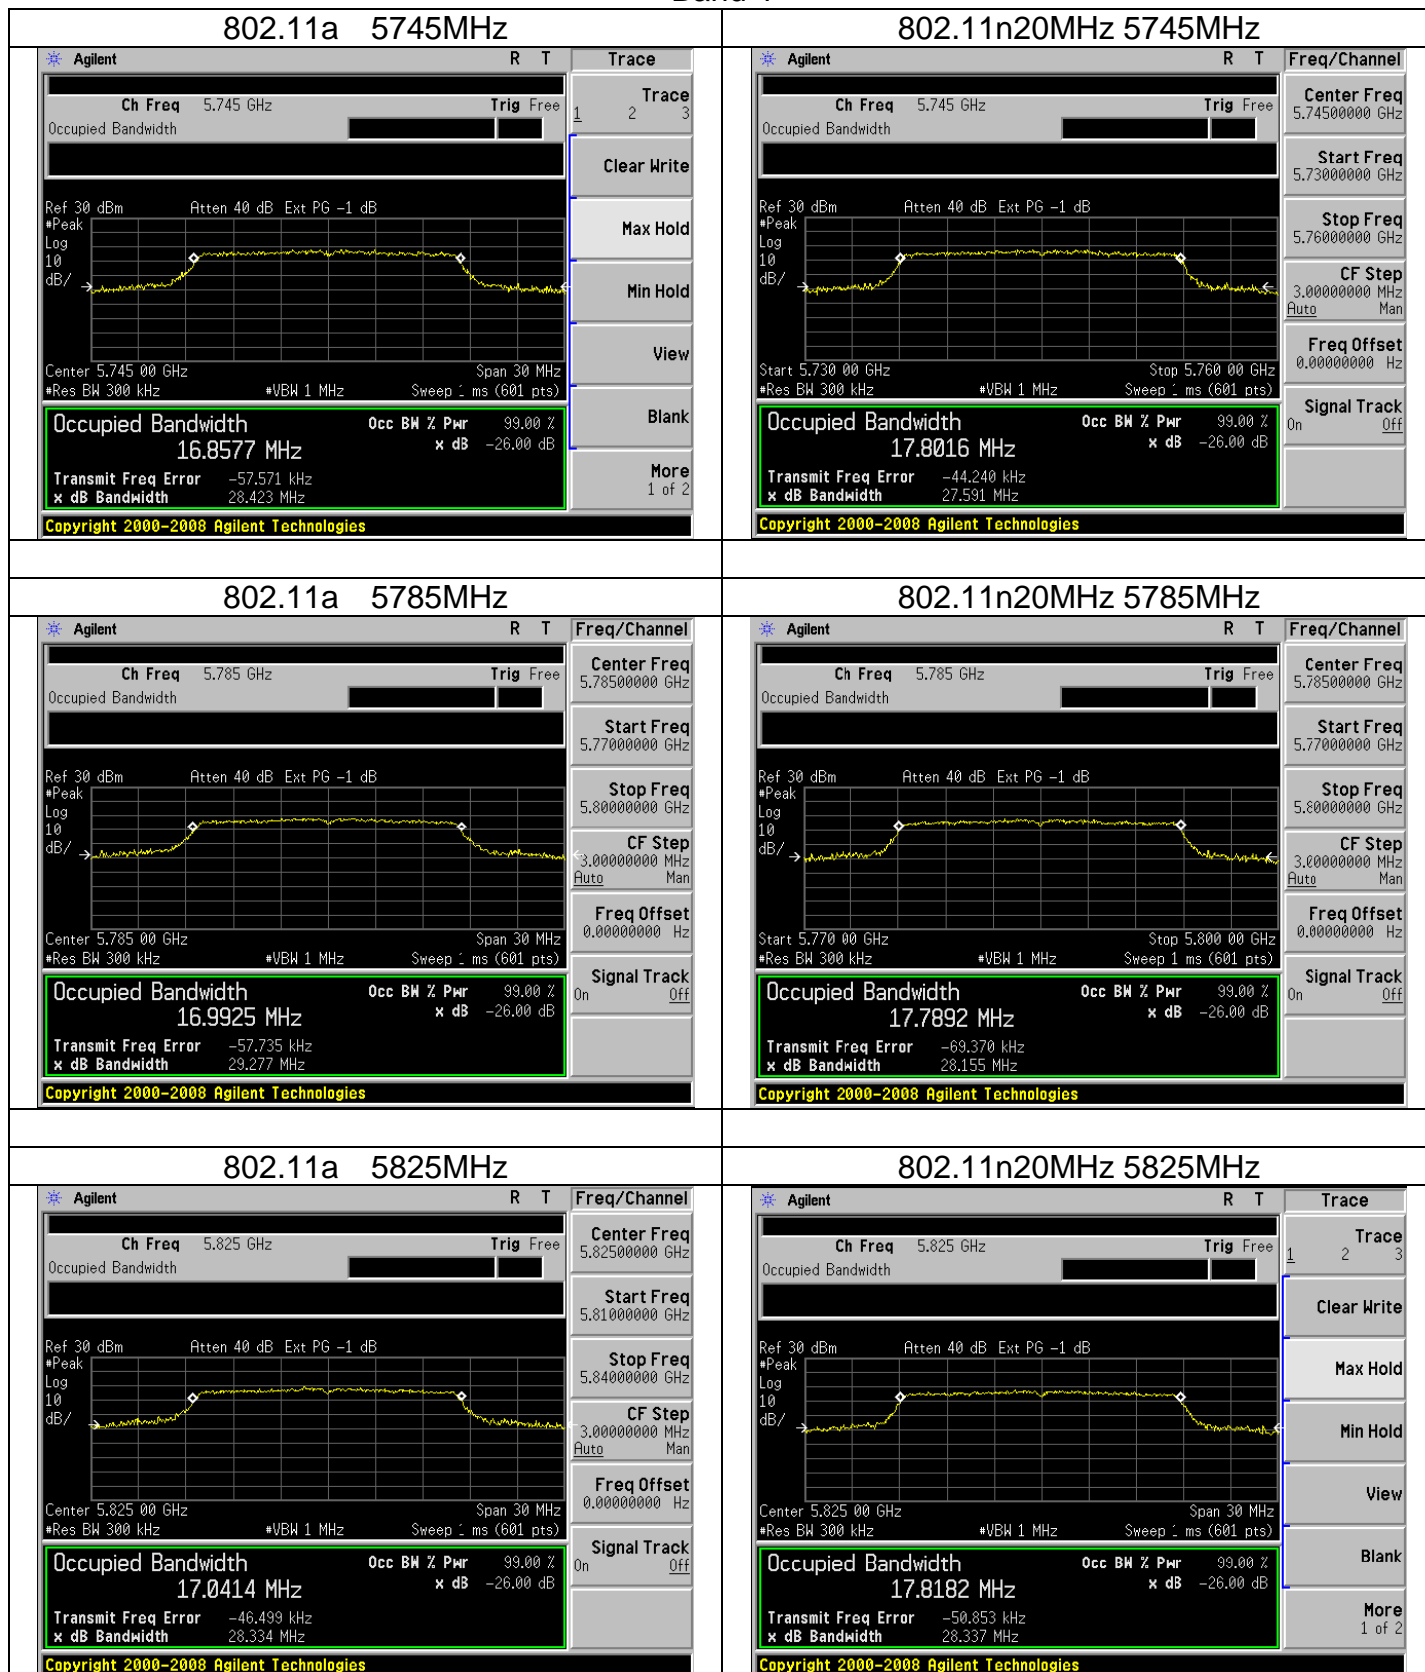 802.11a 5745MHz
802.11n20MHz 5745MHz
Agilent R T Trace
Ch Freq 5.745 GHz Trig Free
Occupied Bandwidth
Trace
1 2 3
Clear Write
Max Hold
Min Hold
View
Blank
More
1 of 2
Ref 30 dBm Atten 40 dB Ext PG -1 dB
#Peak
Log
10
dB/
Center 5.745 00 GHz Span 30 MHz
#Res BW 300 kHz #VBW 1 MHz Sweep 1 ms (601 pts)
Occupied Bandwidth Occ BW % Pwr 99.00 %
16.8577 MHz x dB -26.00 dB
Transmit Freq Error -57.571 kHz
x dB Bandwidth 28.423 MHz
Copyright 2000-2008 Agilent Technologies
Agilent R T Freq/Channel
Ch Freq 5.745 GHz Trig Free
Occupied Bandwidth
Center Freq
5.74500000 GHz
Start Freq
5.73000000 GHz
Stop Freq
5.76000000 GHz
CF Step
3.00000000 MHz
Auto Man
Freq Offset
0.00000000 Hz
Signal Track
On Off
Ref 30 dBm Atten 40 dB Ext PG -1 dB
#Peak
Log
10
dB/
Start 5.730 00 GHz Stop 5.760 00 GHz
#Res BW 300 kHz #VBW 1 MHz Sweep 1 ms (601 pts)
Occupied Bandwidth Occ BW % Pwr 99.00 %
17.8016 MHz x dB -26.00 dB
Transmit Freq Error -44.240 kHz
x dB Bandwidth 27.591 MHz
Copyright 2000-2008 Agilent Technologies
802.11a 5785MHz
802.11n20MHz 5785MHz
Agilent R T Freq/Channel
Ch Freq 5.785 GHz Trig Free
Occupied Bandwidth
Center Freq
5.78500000 GHz
Start Freq
5.77000000 GHz
Stop Freq
5.80000000 GHz
CF Step
3.00000000 MHz
Auto Man
Freq Offset
0.00000000 Hz
Signal Track
On Off
Ref 30 dBm Atten 40 dB Ext PG -1 dB
#Peak
Log
10
dB/
Center 5.785 00 GHz Span 30 MHz
#Res BW 300 kHz #VBW 1 MHz Sweep 1 ms (601 pts)
Occupied Bandwidth Occ BW % Pwr 99.00 %
16.9925 MHz x dB -26.00 dB
Transmit Freq Error -57.735 kHz
x dB Bandwidth 29.277 MHz
Copyright 2000-2008 Agilent Technologies
Agilent R T Freq/Channel
Ch Freq 5.785 GHz Trig Free
Occupied Bandwidth
Center Freq
5.78500000 GHz
Start Freq
5.77000000 GHz
Stop Freq
5.80000000 GHz
CF Step
3.00000000 MHz
Auto Man
Freq Offset
0.00000000 Hz
Signal Track
On Off
Ref 30 dBm Atten 40 dB Ext PG -1 dB
#Peak
Log
10
dB/
Start 5.770 00 GHz Stop 5.800 00 GHz
#Res BW 300 kHz #VBW 1 MHz Sweep 1 ms (601 pts)
Occupied Bandwidth Occ BW % Pwr 99.00 %
17.7892 MHz x dB -26.00 dB
Transmit Freq Error -69.370 kHz
x dB Bandwidth 28.155 MHz
Copyright 2000-2008 Agilent Technologies
802.11a 5825MHz
802.11n20MHz 5825MHz
Agilent R T Freq/Channel
Ch Freq 5.825 GHz Trig Free
Occupied Bandwidth
Center Freq
5.82500000 GHz
Start Freq
5.81000000 GHz
Stop Freq
5.84000000 GHz
CF Step
3.00000000 MHz
Auto Man
Freq Offset
0.00000000 Hz
Signal Track
On Off
Ref 30 dBm Atten 40 dB Ext PG -1 dB
#Peak
Log
10
dB/
Center 5.825 00 GHz Span 30 MHz
#Res BW 300 kHz #VBW 1 MHz Sweep 1 ms (601 pts)
Occupied Bandwidth Occ BW % Pwr 99.00 %
17.0414 MHz x dB -26.00 dB
Transmit Freq Error -46.499 kHz
x dB Bandwidth 28.334 MHz
Copyright 2000-2008 Agilent Technologies
Agilent R T Trace
Ch Freq 5.825 GHz Trig Free
Occupied Bandwidth
Trace
1 2 3
Clear Write
Max Hold
Min Hold
View
Blank
More
1 of 2
Ref 30 dBm Atten 40 dB Ext PG -1 dB
#Peak
Log
10
dB/
Center 5.825 00 GHz Span 30 MHz
#Res BW 300 kHz #VBW 1 MHz Sweep 1 ms (601 pts)
Occupied Bandwidth Occ BW % Pwr 99.00 %
17.8182 MHz x dB -26.00 dB
Transmit Freq Error -50.853 kHz
x dB Bandwidth 28.337 MHz
Copyright 2000-2008 Agilent Technologies